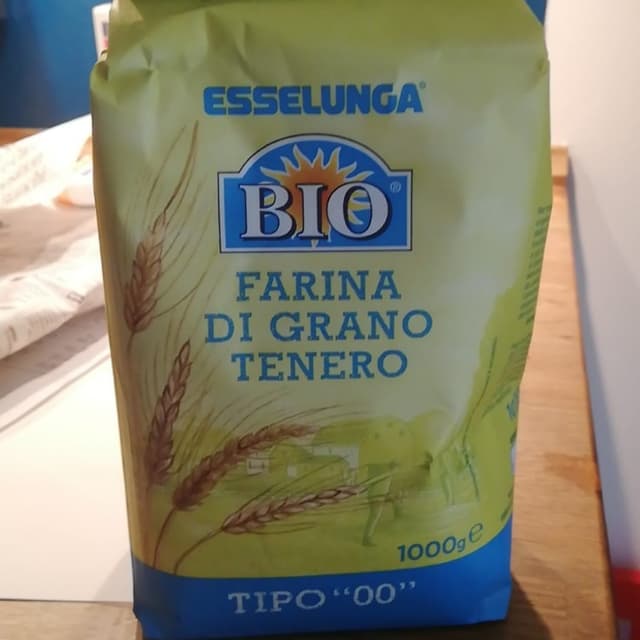 ESSELUNGA®
BIO®
FARINA
DI GRANO
TENERO
1000g e
TIPO "00"